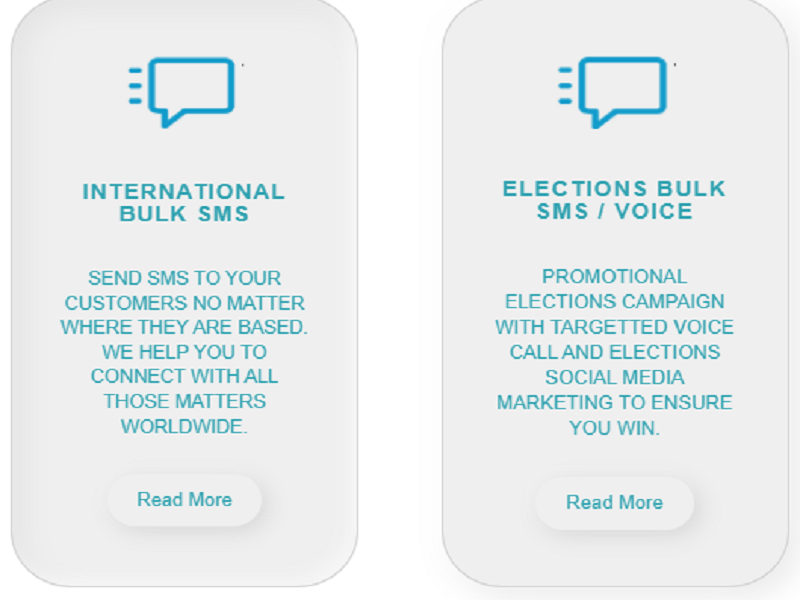 INTERNATIONAL
BULK SMS
SEND SMS TO YOUR
CUSTOMERS NO MATTER
WHERE THEY ARE BASED.
WE HELP YOU TO
CONNECT WITH ALL
THOSE MATTERS
WORLDWIDE.
Read More
ELECTIONS BULK
SMS / VOICE
PROMOTIONAL
ELECTIONS CAMPAIGN
WITH TARGETTED VOICE
CALL AND ELECTIONS
SOCIAL MEDIA
MARKETING TO ENSURE
YOU WIN.
Read More